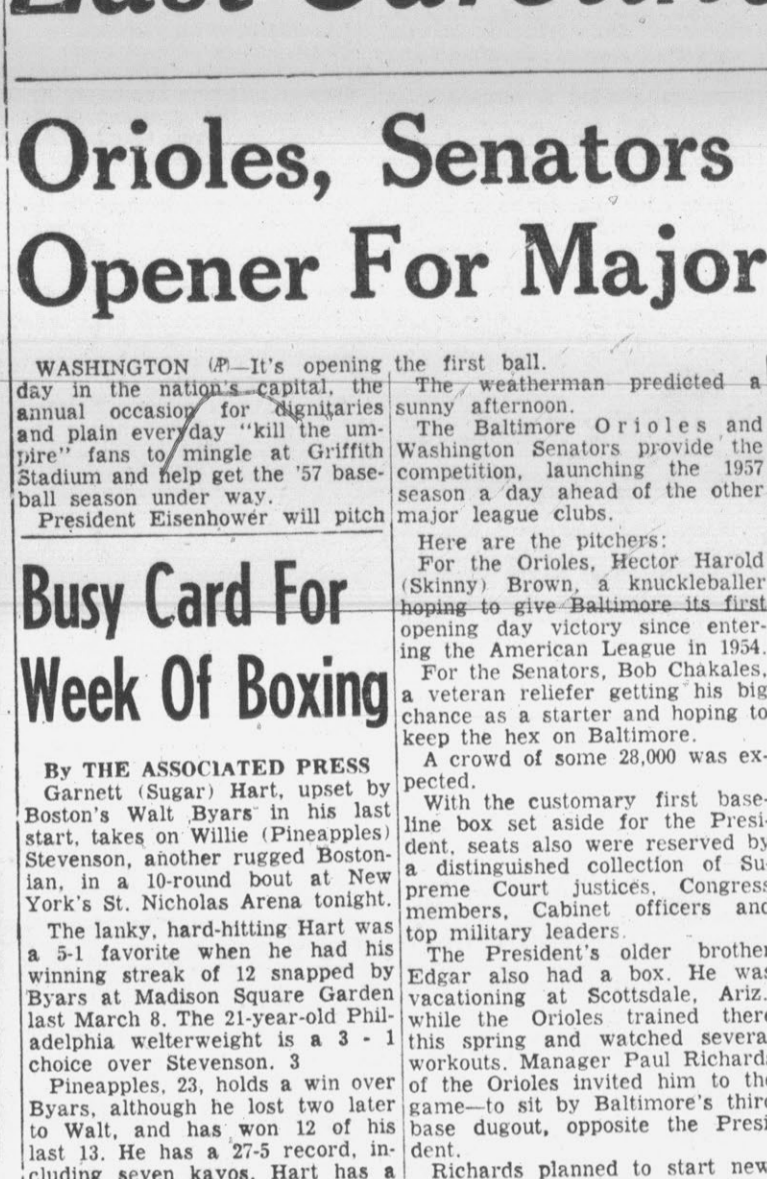 Orioles, Senators
Opener For Major
WASHINGTON (AP)—It's opening
day in the nation's capital, the
annual occasion for dignitaries
and plain everyday "kill the um-
pire" fans to mingle at Griffith
Stadium and help get the '57 base-
ball season under way.
President Eisenhower will pitch
the first ball.
The weatherman predicted a
sunny afternoon.
The Baltimore Orioles and
Washington Senators provide the
competition, launching the 1957
season a day ahead of the other
major league clubs.
Here are the pitchers:
For the Orioles, Hector Harold
(Skinny) Brown, a knuckleballer
hoping to give Baltimore its first
opening day victory since enter-
ing the American League in 1954.
For the Senators, Bob Chakales,
a veteran reliefer getting his big
chance as a starter and hoping to
keep the hex on Baltimore.
A crowd of some 28,000 was ex-
pected.
With the customary first base-
line box set aside for the Presi-
dent, seats also were reserved by
a distinguished collection of Su-
preme Court justices, Congress
members, Cabinet officers and
top military leaders.
The President's older brother
Edgar also had a box. He was
vacationing at Scottsdale, Ariz.,
while the Orioles trained there
this spring and watched several
workouts. Manager Paul Richards
of the Orioles invited him to the
game—to sit by Baltimore's third
base dugout, opposite the Presi-
dent.
Richards planned to start new
Busy Card For
Week Of Boxing
By THE ASSOCIATED PRESS
Garnett (Sugar) Hart, upset by
Boston's Walt Byars in his last
start, takes on Willie (Pineapples)
Stevenson, another rugged Boston-
ian, in a 10-round bout at New
York's St. Nicholas Arena tonight.
The lanky, hard-hitting Hart was
a 5-1 favorite when he had his
winning streak of 12 snapped by
Byars at Madison Square Garden
last March 8. The 21-year-old Phil-
adelphia welterweight is a 3 - 1
choice over Stevenson. 3
Pineapples, 23, holds a win over
Byars, although he lost two later
to Walt, and has won 12 of his
last 13. He has a 27-5 record, in-
cluding seven kayos. Hart has a